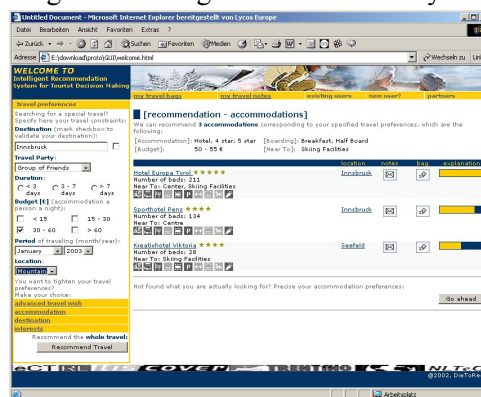 Untitled Document - Microsoft Internet Explorer bereitgestellt von Lycos Europe
Datei Bearbeiten Ansicht Favoriten Extras ?
Zurück Suchen Favoriten Medien
Adresse E:\download\proto\GUI\welcome.html Wechseln zu
WELCOME TO
Intelligent Recommendation
System for Tourist Decision Making
my travel bags my travel notes existing users new user? partners
travel preferences
Searching for a special travel?
Specify here your travel constraints:
Destination (mark checkbox to
validate your destination):
Innsbruck
Travel Party:
Group of Friends
Duration:
< 3 days 3 - 7 days > 7 days
Budget [€] (accommodation a
person a night):
< 15 15 - 30
30 - 60 > 60
Period of traveling (month/year):
January 2003
Location:
Mountain
You want to tighten your travel
preferences?
Make your choice:
advanced travel wish
accommodation
destination
interests
Recommend the whole travel:
Recommend Travel
[recommendation - accommodations]
We can recommend 3 accommodations corresponding to your specified travel preferences, which are the
following:
[Accommodation]: Hotel, 4 star, 5 star [Boarding]: Breakfast, Half Board
[Budget]: 50 - 55 € [Near To]: Skiing Faclities
location notes bag explanation
Hotel Europa Tyrol Innsbruck
Number of beds: 211
Near To: Center, Skiing Faclities
Sporthotel Penz Innsbruck
Number of beds: 134
Near To: Centre
Kreativhotel Viktoria Seefeld
Number of beds: 28
Near To: Skiing Faclities
Not found what you are actually looking for? Precise your accommodation preferences:
Go ahead
@2002, DieToRe
Arbeitsplatz